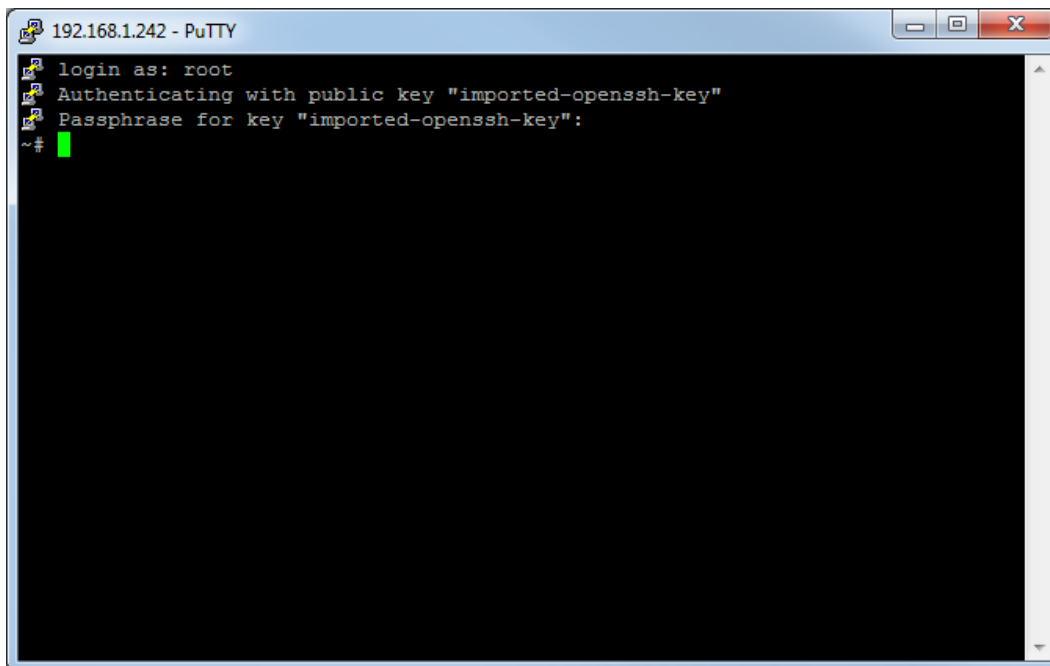 192.168.1.242 - PuTTY
login as: root
Authenticating with public key "imported-openssh-key"
Passphrase for key "imported-openssh-key":
~#